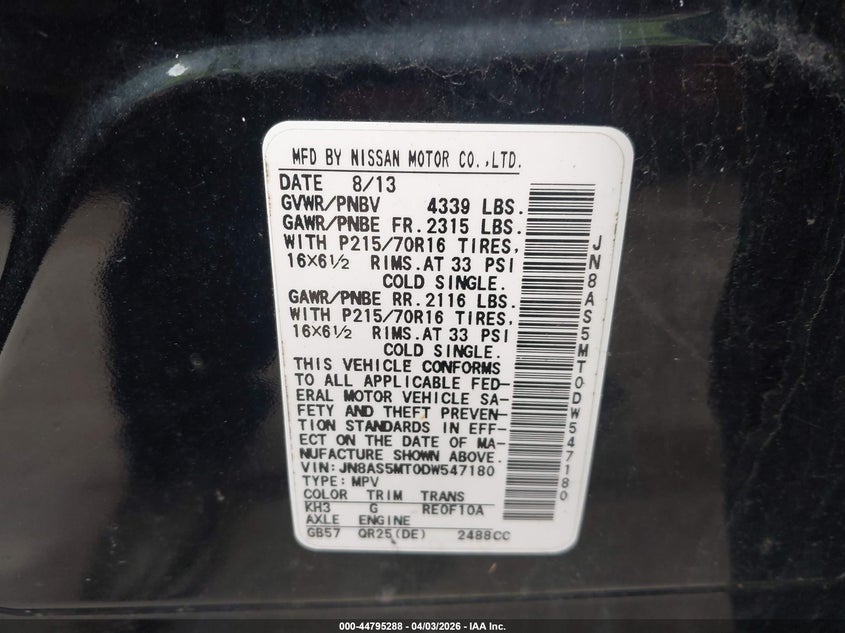 MFD BY NISSAN MOTOR CO.,LTD.
DATE 8/13
GVWR/PNBV 4339 LBS.
GAWR/PNBE FR.2315 LBS.
WITH P215/70R16 TIRES,
16×6½ RIMS.AT 33 PSI
COLD SINGLE.
GAWR/PNBE RR.2116 LBS.
WITH P215/70R16 TIRES,
16×6½ RIMS.AT 33 PSI
COLD SINGLE.
THIS VEHICLE CONFORMS
TO ALL APPLICABLE FED-
ERAL MOTOR VEHICLE SA-
FETY AND THEFT PREVEN-
TION STANDARDS IN EFF-
ECT ON THE DATE OF MA-
NUFACTURE SHOWN ABOVE.
VIN:JN8AS5MT0DW547180
TYPE: MPV
COLOR TRIM TRANS
KH3 G RE0F10A
AXLE ENGINE
GB57 QR25(DE) 2488CC
JN8AS5MT0DW547180
000-44795288 - 04/03/2026 - IAA Inc.